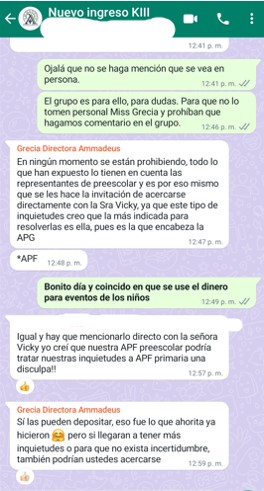 Nuevo ingreso KIII
12:41 p. m.
Ojalá que no se haga mención que se vea en
persona.
12:41 p. m.
El grupo es para ello, para dudas. Para que no lo
tomen personal Miss Grecia y prohíban que
hagamos comentario en el grupo.
12:46 p. m.
Grecia Directora Ammadeus
En ningún momento se están prohibiendo, todo lo
que han expuesto lo tienen en cuenta las
representantes de preescolar y es por eso mismo
que se les hace la invitación de acercarse
directamente con la Sra Vicky, ya que este tipo de
inquietudes creo que la más indicada para
resolverlas es ella, pues es la que encabeza la
APG
12:47 p. m.
*APF
12:48 p. m.
Bonito día y coincido en que se use el dinero
para eventos de los niños
12:49 p. m.
Igual y hay que mencionarlo directo con la señora
Vicky yo creí que nuestra APF preescolar podría
tratar nuestras inquietudes a APF primaria una
disculpa!!
12:57 p. m.
Grecia Directora Ammadeus
Sí las pueden depositar, eso fue lo que ahorita ya
hicieron 🤗 pero si llegaran a tener más
inquietudes o para que no exista incertidumbre,
también podrían ustedes acercarse
12:59 p. m.